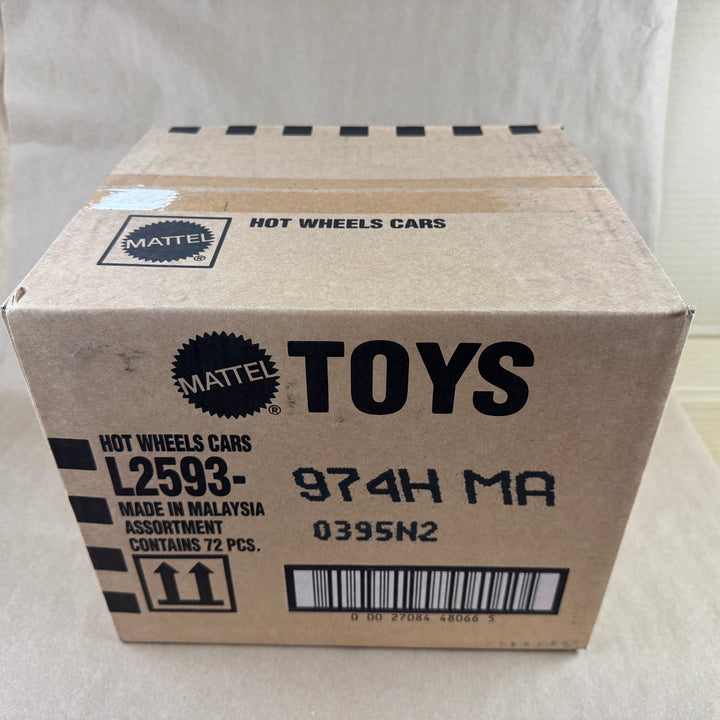 MATTEL®
HOT WHEELS CARS
MATTEL® TOYS
HOT WHEELS CARS
L2593-
MADE IN MALAYSIA
ASSORTMENT
CONTAINS 72 PCS.
974H MA
0395N2
0 00 27084 48066 5